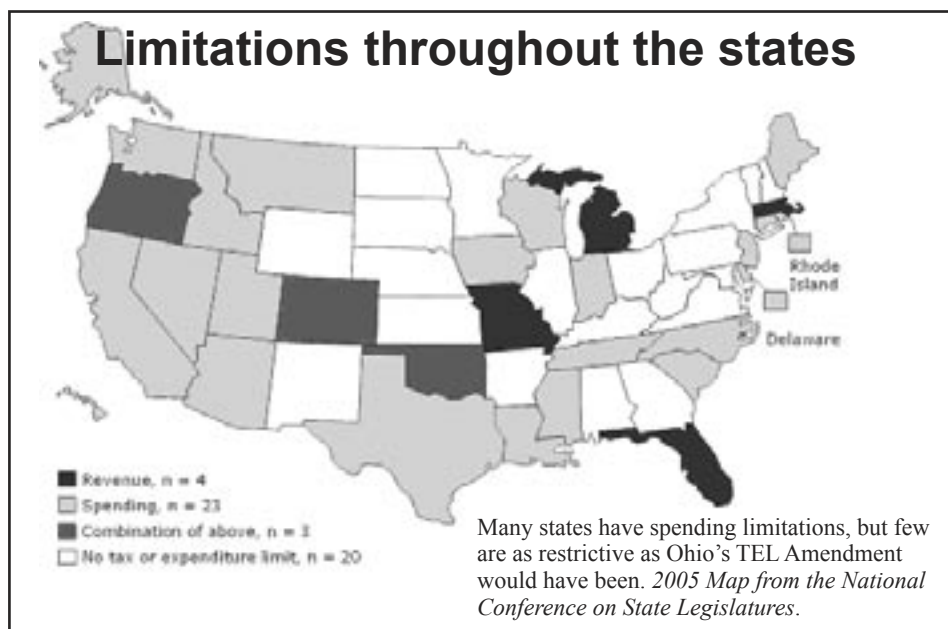 Limitations throughout the states
Rhode
Island
Delaware
Revenue, n = 4
Spending, n = 23
Combination of above, n = 3
No tax or expenditure limit, n = 20
Many states have spending limitations, but few
are as restrictive as Ohio’s TEL Amendment
would have been. 2005 Map from the National
Conference on State Legislatures.